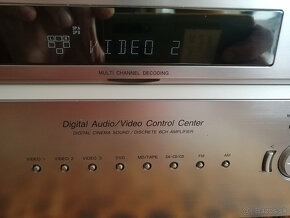 VIDEO 2
MULTI CHANNEL DECODING
Digital Audio/Video Control Center
DIGITAL CINEMA SOUND / DISCRETE 6CH AMPLIFIER
VIDEO 1 VIDEO 2 VIDEO 3 DVD MD/TAPE SA-CD/CD FM AM